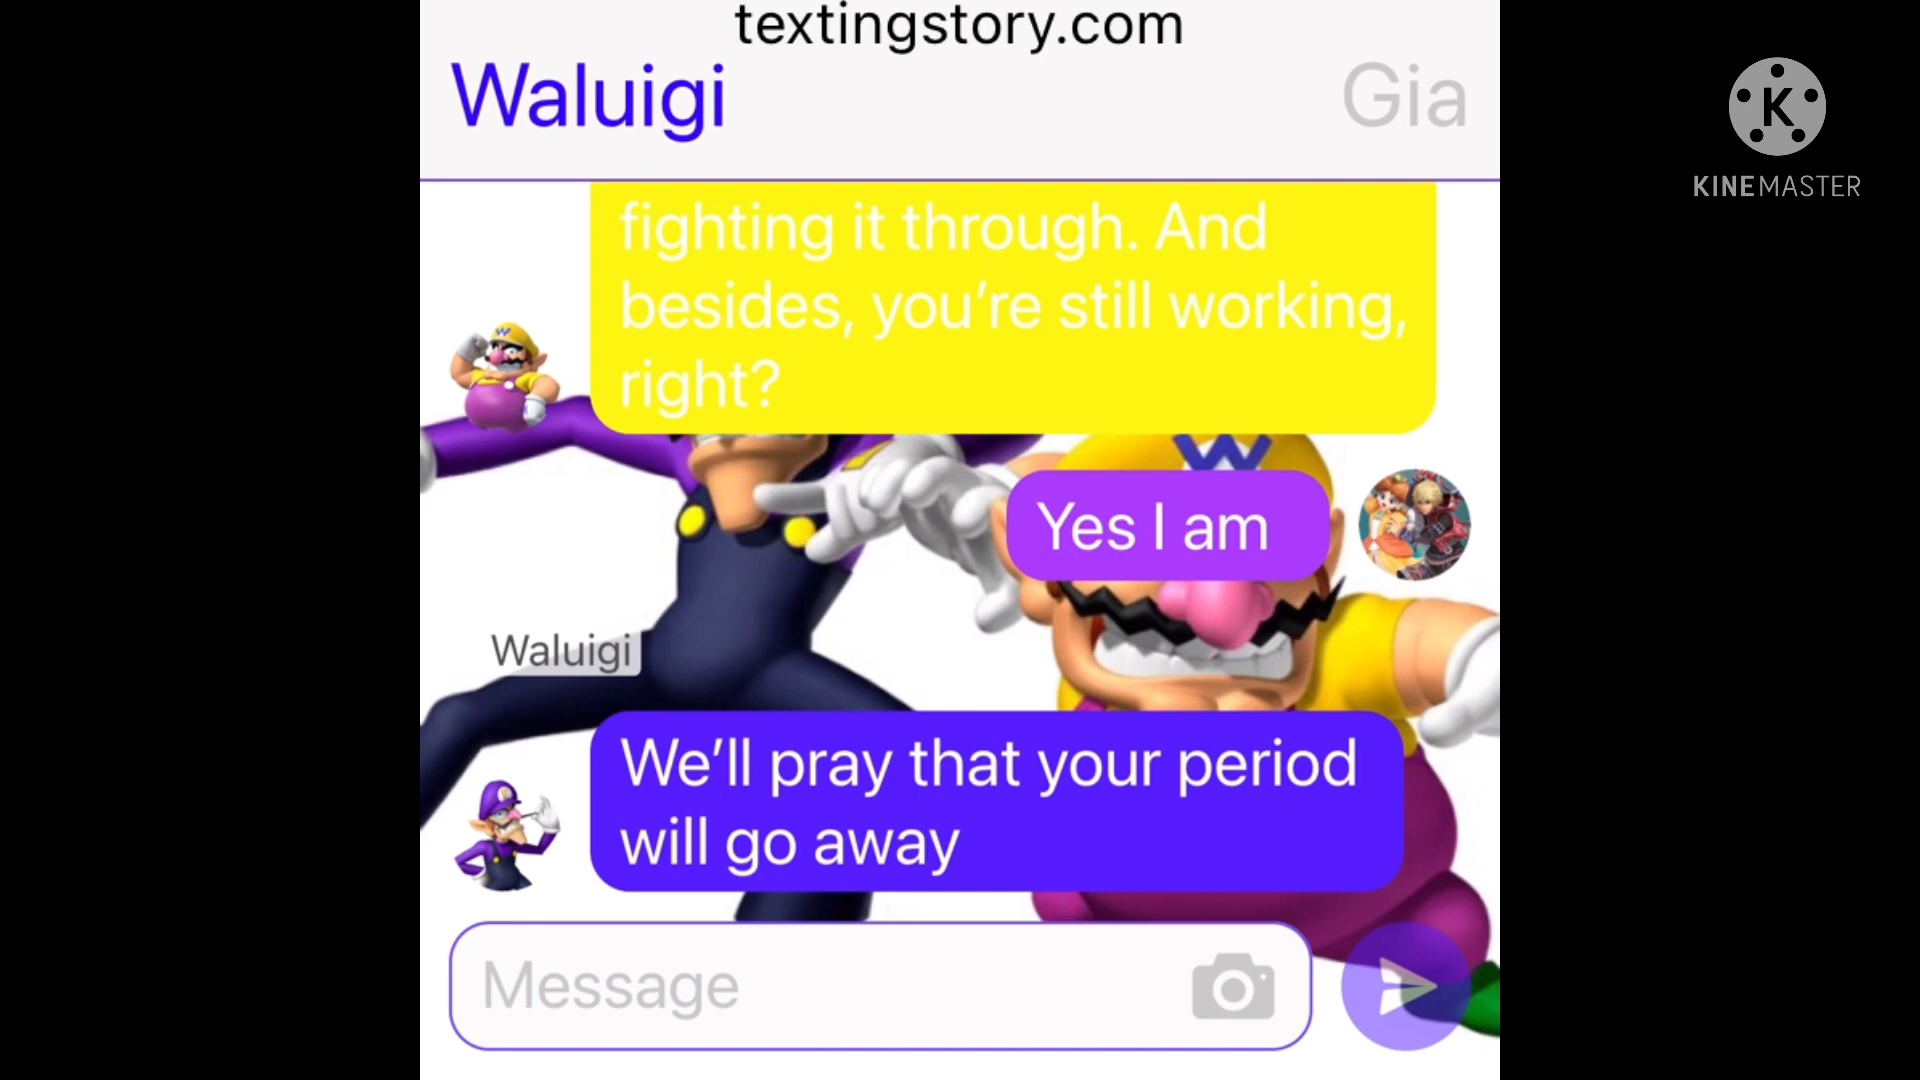 textingstory.com
Waluigi
Gia
K
KINEMASTER
fighting it through. And
besides, you’re still working,
right?
W
Yes I am
Waluigi
We’ll pray that your period
will go away
Message